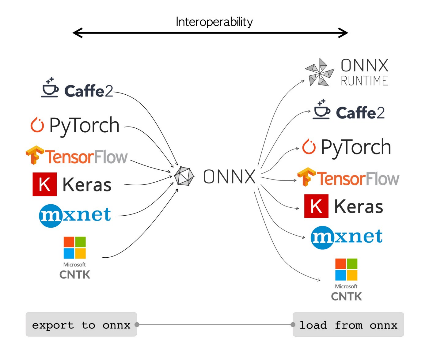 Interoperability
Caffe2
PyTorch
TensorFlow
Keras
mxnet
Microsoft
CNTK
ONNX
ONNX
RUNTIME
Caffe2
PyTorch
TensorFlow
Keras
mxnet
Microsoft
CNTK
export to onnx
load from onnx